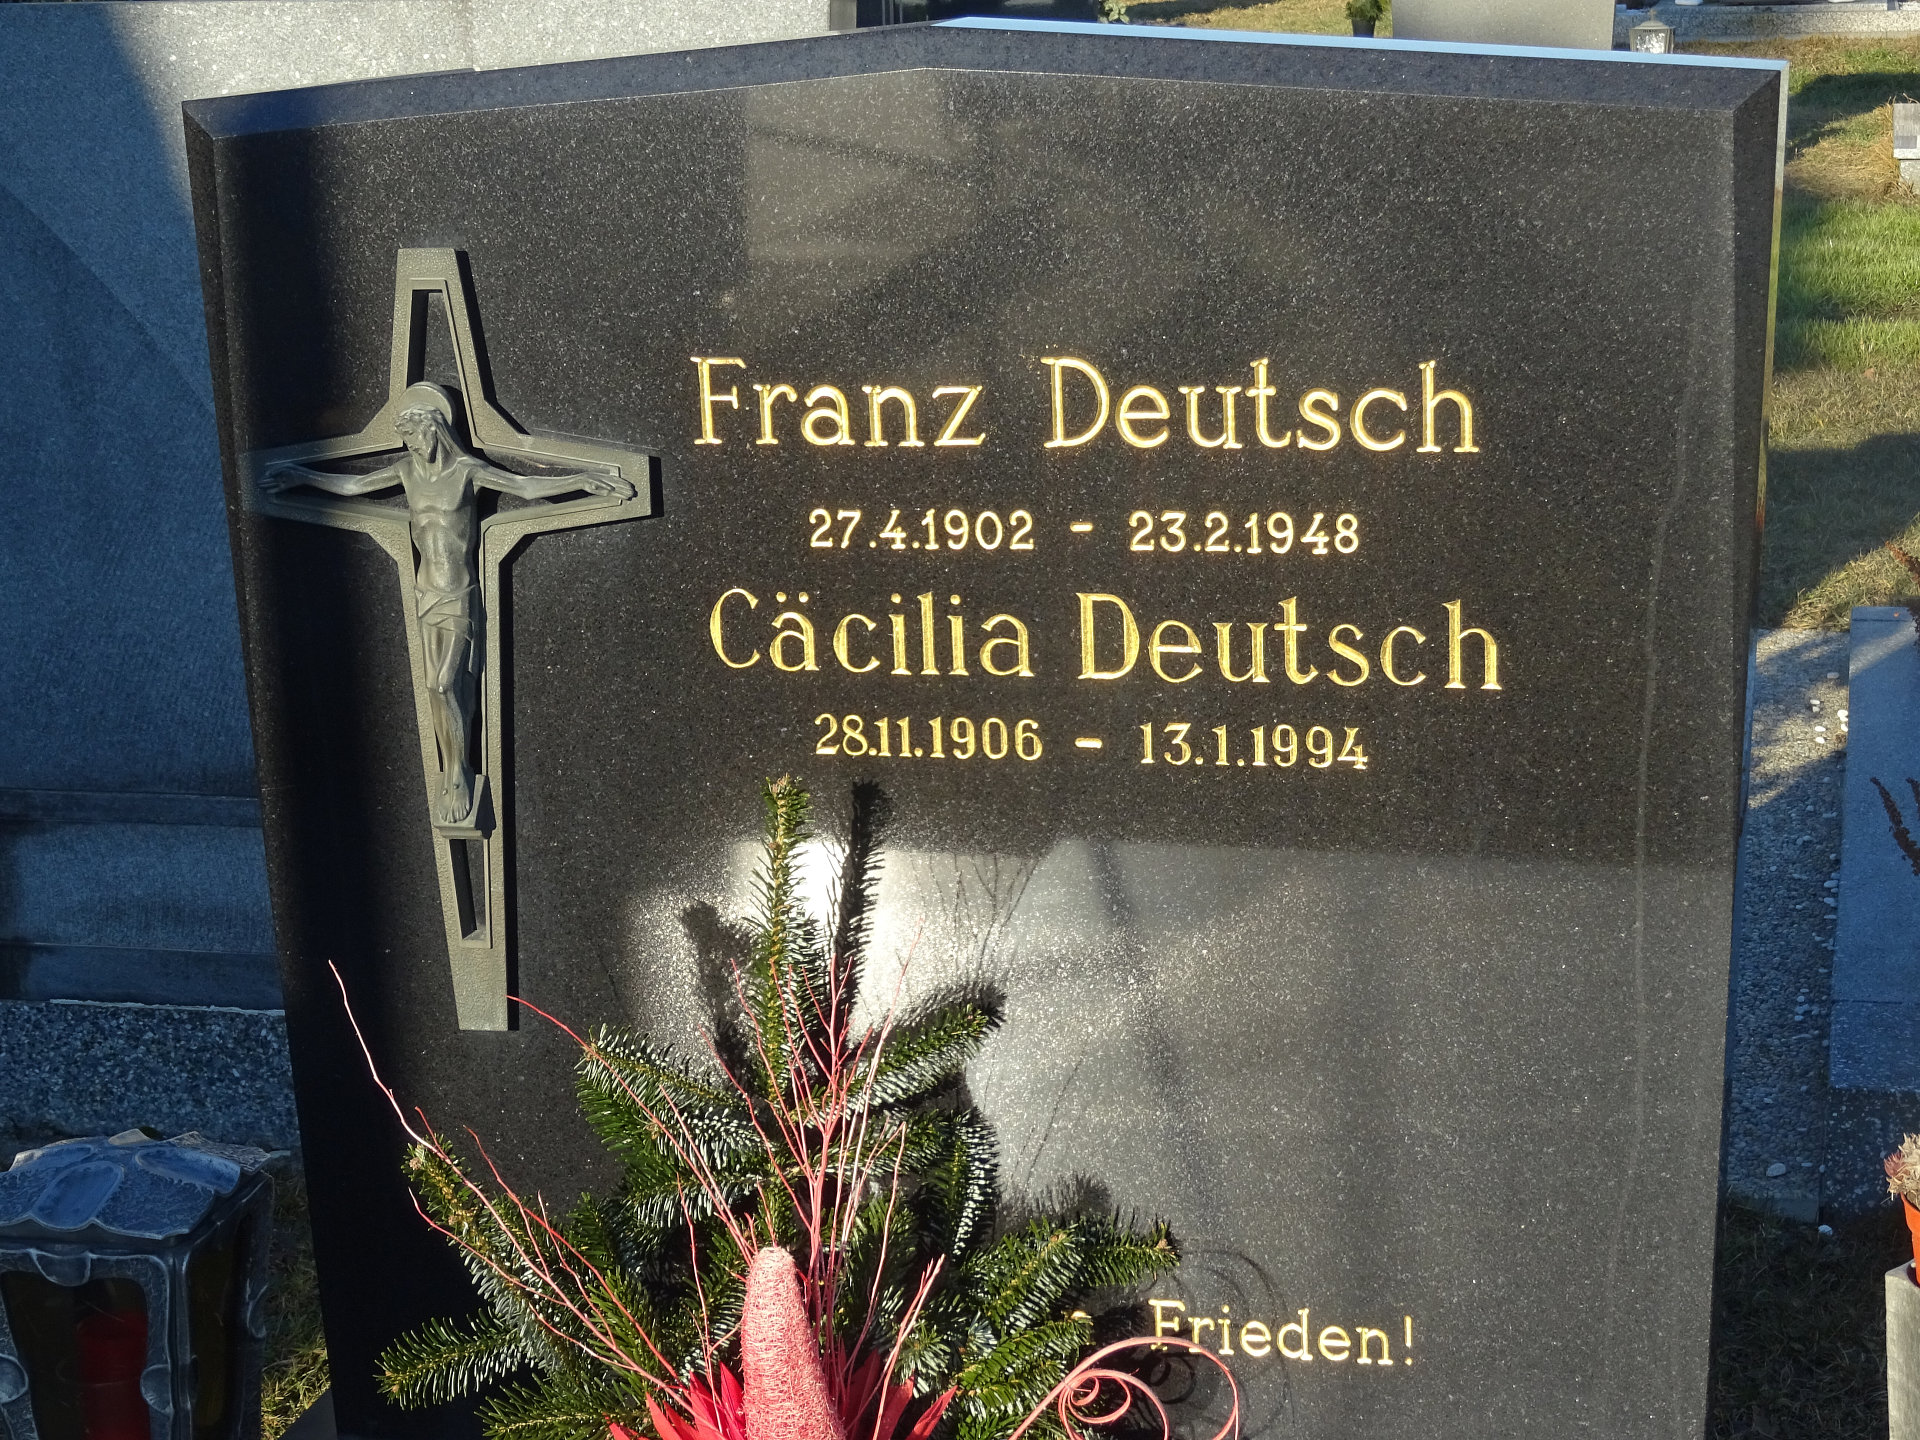 Franz Deutsch
27.4.1902 - 23.2.1948
Cäcilia Deutsch
28.11.1906 - 13.1.1994
Frieden!